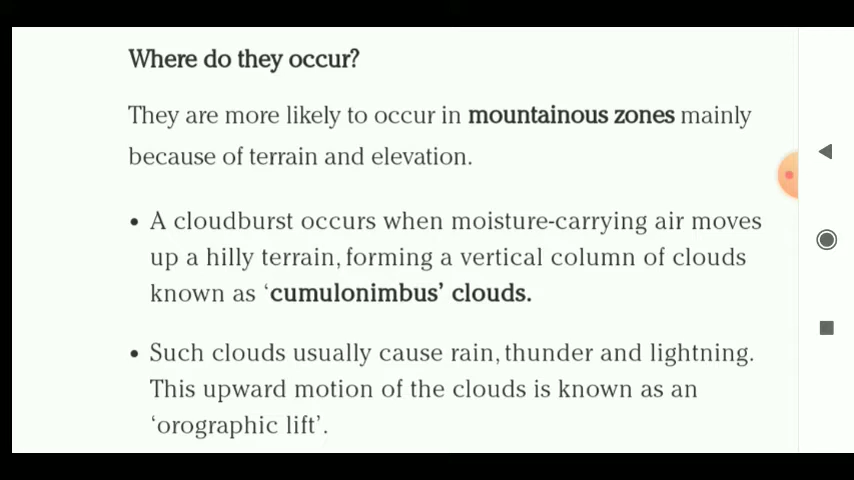 Where do they occur?
They are more likely to occur in mountainous zones mainly
because of terrain and elevation.
• A cloudburst occurs when moisture-carrying air moves
up a hilly terrain, forming a vertical column of clouds
known as ‘cumulonimbus’ clouds.
• Such clouds usually cause rain, thunder and lightning.
This upward motion of the clouds is known as an
‘orographic lift’.